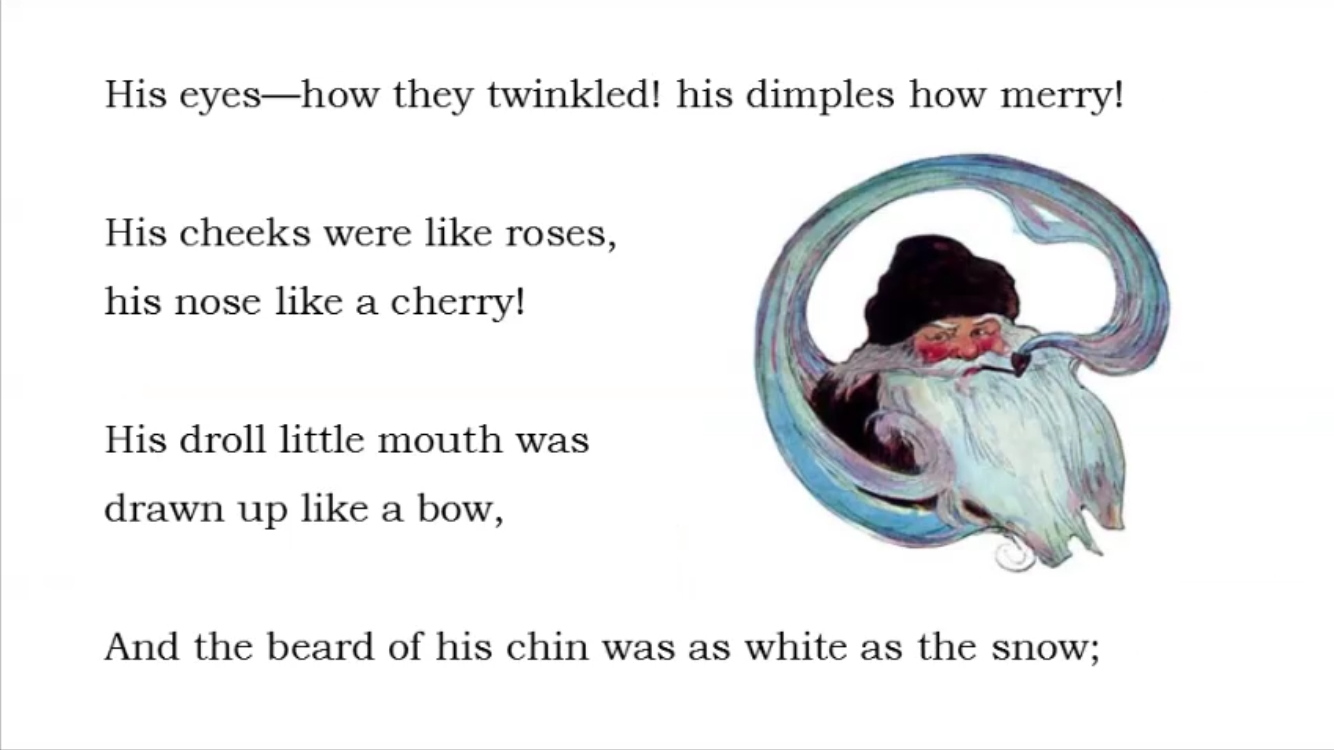 His eyes—how they twinkled! his dimples how merry!
His cheeks were like roses,
his nose like a cherry!
His droll little mouth was
drawn up like a bow,
And the beard of his chin was as white as the snow;